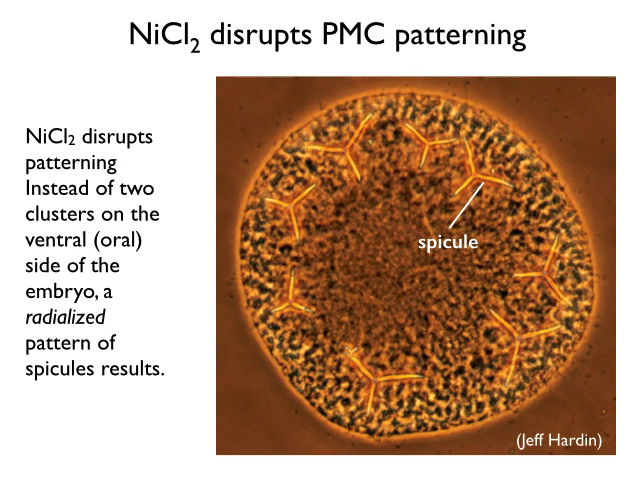 NiCl₂ disrupts PMC patterning
NiCl₂ disrupts
patterning
Instead of two
clusters on the
ventral (oral)
side of the
embryo, a
radialized
pattern of
spicules results.
spicule
(Jeff Hardin)